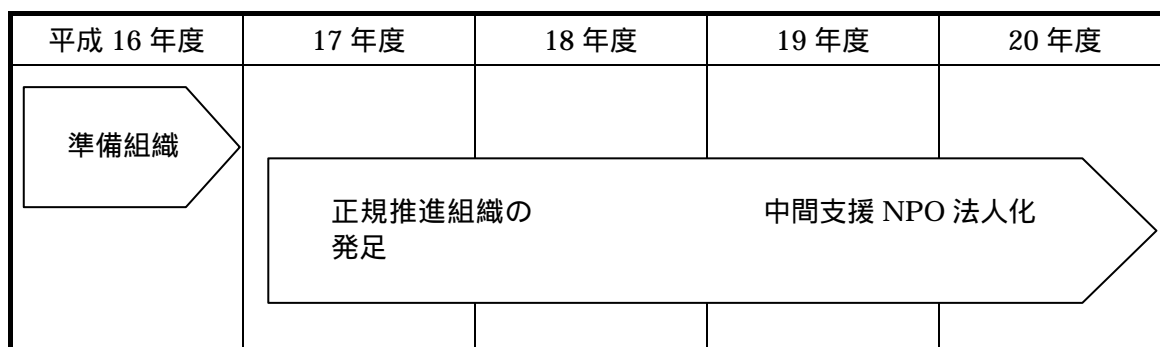 平成 16 年度
17 年度
18 年度
19 年度
20 年度
準備組織
正規推進組織の
発足
中間支援 NPO 法人化